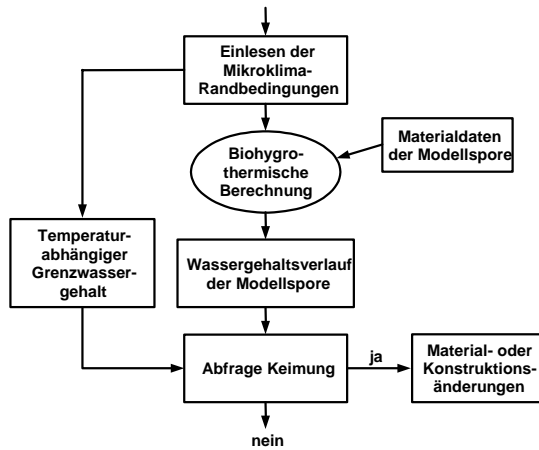 Einlesen der
Mikroklima-
Randbedingungen
Biohygro-
thermische
Berechnung
Materialdaten
der Modellspore
Temperatur-
abhängiger
Grenzwasser-
gehalt
Wassergehaltsverlauf
der Modellspore
Abfrage Keimung
ja
Material- oder
Konstruktions-
änderungen
nein